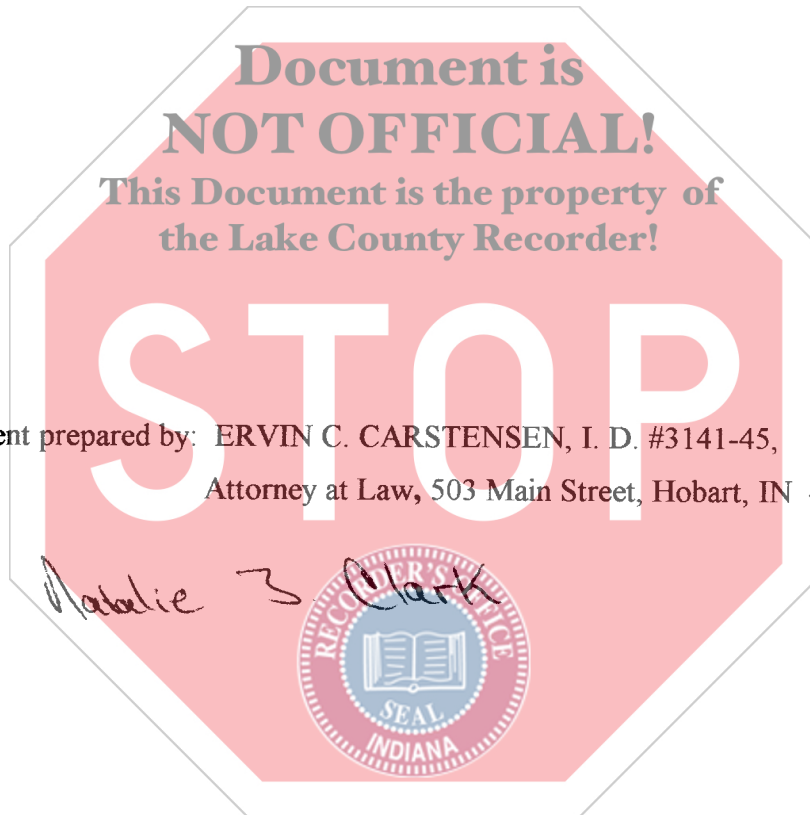 Document is
NOT OFFICIAL!
This Document is the property of
the Lake County Recorder!
STOP
ent prepared by: ERVIN C. CARSTENSEN, I. D. #3141-45,
Attorney at Law, 503 Main Street, Hobart, IN
Natalie B. Clark
RECORDER'S OFFICE
SEAL
INDIANA